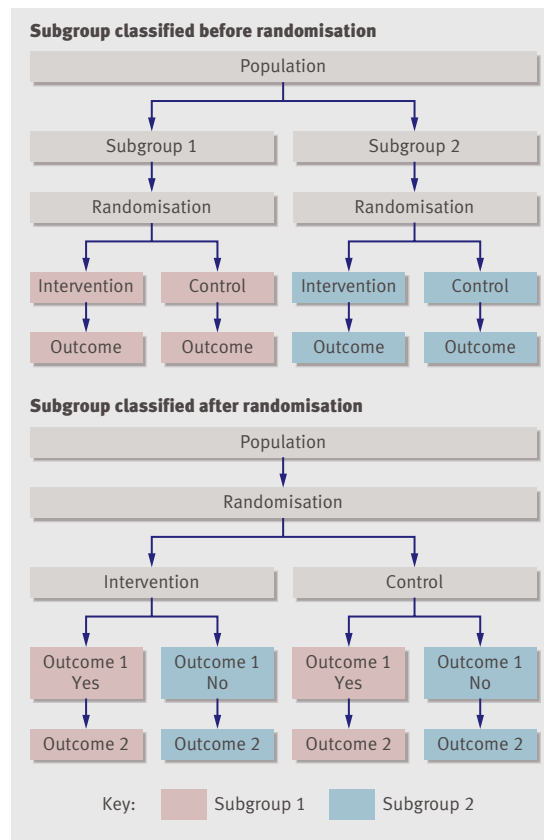 Subgroup classified before randomisation
Population
Subgroup 1 Subgroup 2
Randomisation Randomisation
Intervention Control Intervention Control
Outcome Outcome Outcome Outcome
Subgroup classified after randomisation
Population
Randomisation
Intervention Control
Outcome 1 Outcome 1 Outcome 1 Outcome 1
Yes No Yes No
Outcome 2 Outcome 2 Outcome 2 Outcome 2
Key: Subgroup 1 Subgroup 2